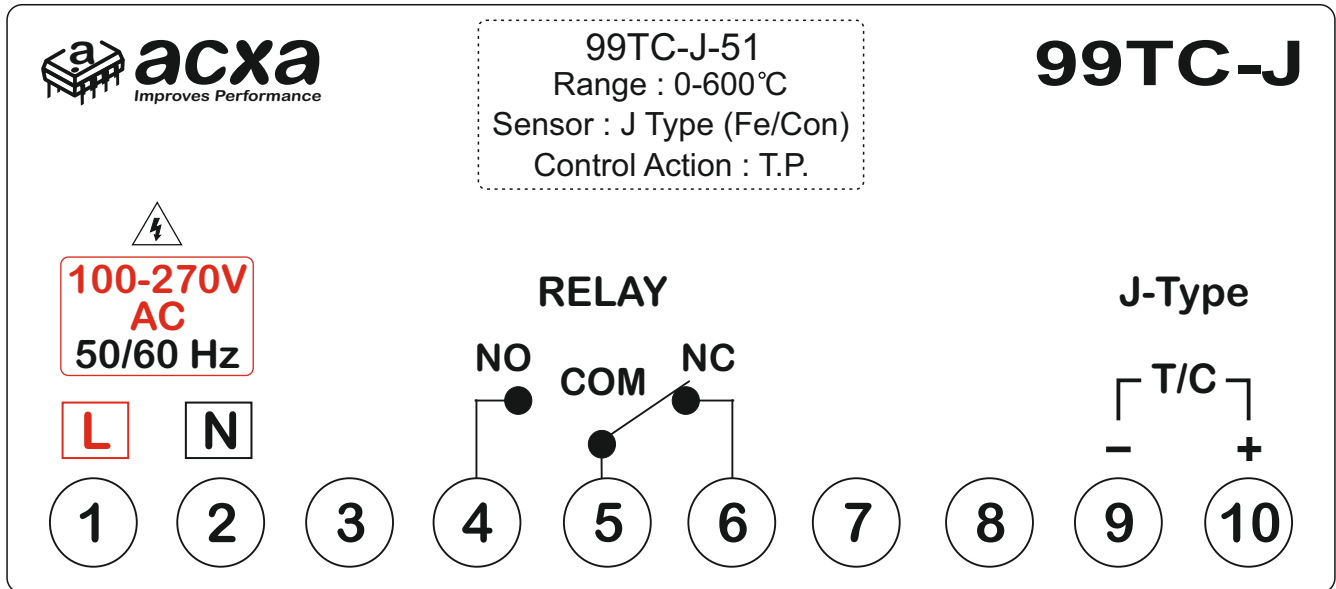 a acxa
Improves Performance
99TC-J-51
Range : 0-600℃
Sensor : J Type (Fe/Con)
Control Action : T.P.
99TC-J
100-270V
AC
50/60 Hz
RELAY
J-Type
NO
COM
NC
T/C
L
N
–
+
1
2
3
4
5
6
7
8
9
10